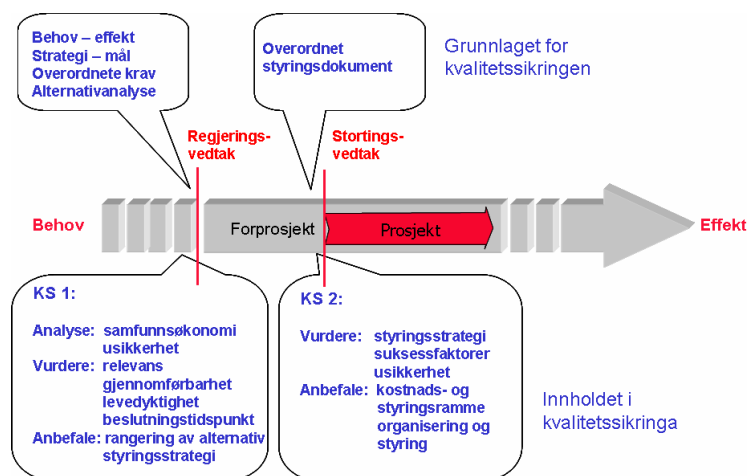 Behov – effekt
Strategi – mål
Overordnete krav
Alternativanalyse
Overordnet
styringsdokument
Grunnlaget for
kvalitetssikringen
Regjerings-
vedtak
Stortings-
vedtak
Behov
Forprosjekt
Prosjekt
Effekt
KS 1:
Analyse: samfunnsøkonomi
usikkerhet
Vurdere: relevans
gjennomførbarhet
levedyktighet
beslutningstidspunkt
Anbefale: rangering av alternativ
styringsstrategi
KS 2:
Vurdere: styringsstrategi
suksessfaktorer
usikkerhet
Anbefale: kostnads- og
styringsramme
organisering og
styring
Innholdet i
kvalitetssikringa